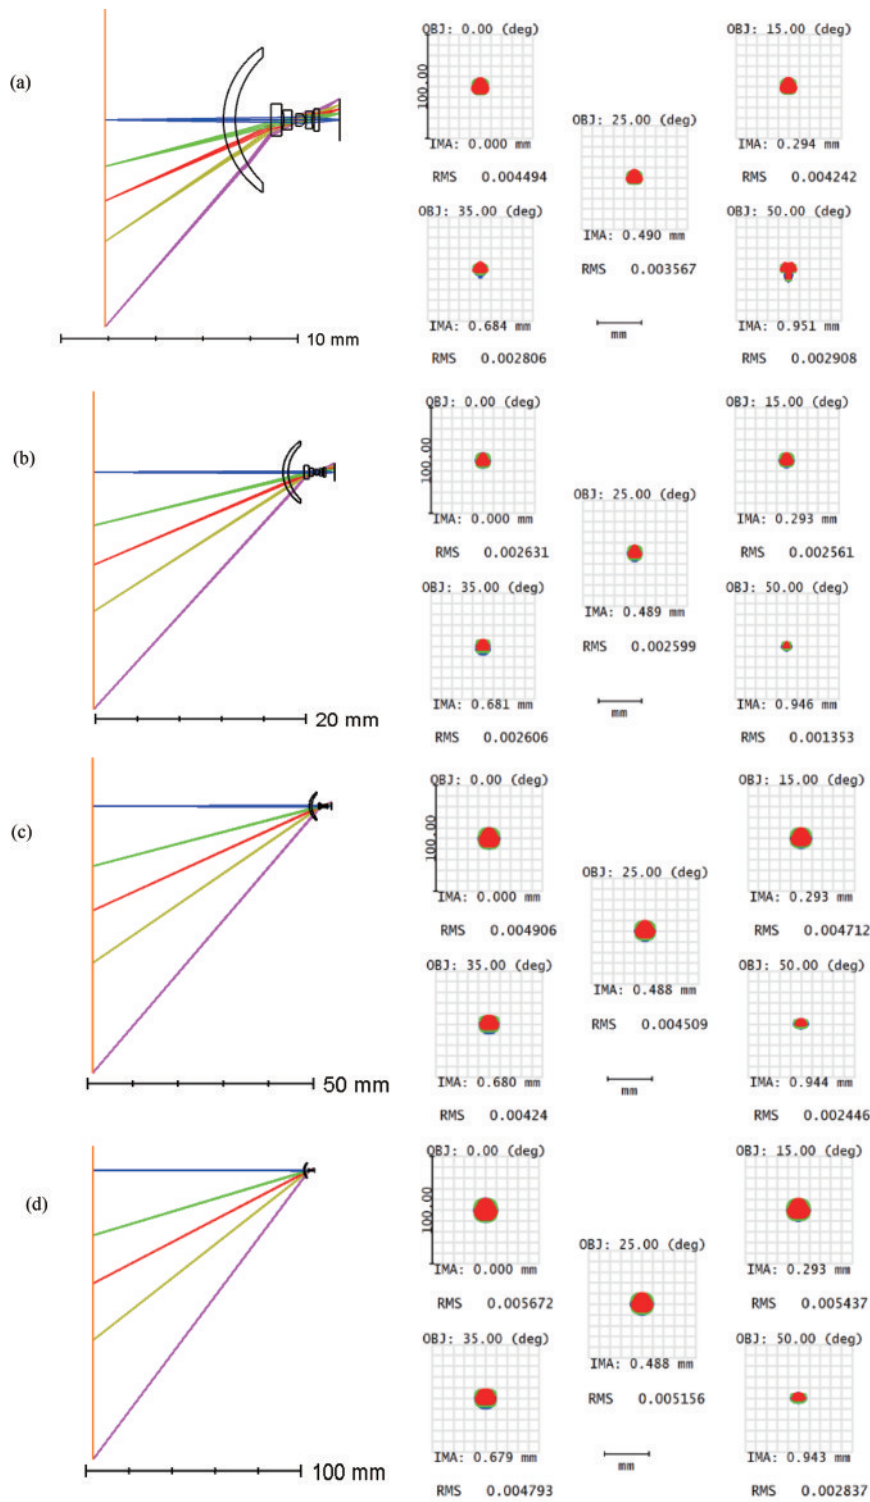 (a)
OBJ: 0.00 (deg)
OBJ: 15.00 (deg)
100.00
OBJ: 25.00 (deg)
IMA: 0.000 mm
IMA: 0.294 mm
RMS 0.004494
RMS 0.004242
OBJ: 35.00 (deg)
OBJ: 50.00 (deg)
IMA: 0.490 mm
RMS 0.003567
IMA: 0.684 mm
IMA: 0.951 mm
mm
RMS 0.002806
RMS 0.002908
10 mm
(b)
OBJ: 0.00 (deg)
OBJ: 15.00 (deg)
100.00
OBJ: 25.00 (deg)
IMA: 0.000 mm
IMA: 0.293 mm
RMS 0.002631
RMS 0.002561
OBJ: 35.00 (deg)
OBJ: 50.00 (deg)
IMA: 0.489 mm
RMS 0.002599
IMA: 0.681 mm
IMA: 0.946 mm
mm
RMS 0.002606
RMS 0.001353
20 mm
(c)
OBJ: 0.00 (deg)
OBJ: 15.00 (deg)
100.00
OBJ: 25.00 (deg)
IMA: 0.000 mm
IMA: 0.293 mm
RMS 0.004906
RMS 0.004712
OBJ: 35.00 (deg)
OBJ: 50.00 (deg)
IMA: 0.488 mm
RMS 0.004509
IMA: 0.680 mm
IMA: 0.944 mm
mm
RMS 0.00424
RMS 0.002446
50 mm
(d)
OBJ: 0.00 (deg)
OBJ: 15.00 (deg)
100.00
OBJ: 25.00 (deg)
IMA: 0.000 mm
IMA: 0.293 mm
RMS 0.005672
RMS 0.005437
OBJ: 35.00 (deg)
OBJ: 50.00 (deg)
IMA: 0.488 mm
RMS 0.005156
IMA: 0.679 mm
IMA: 0.943 mm
mm
RMS 0.004793
RMS 0.002837
100 mm